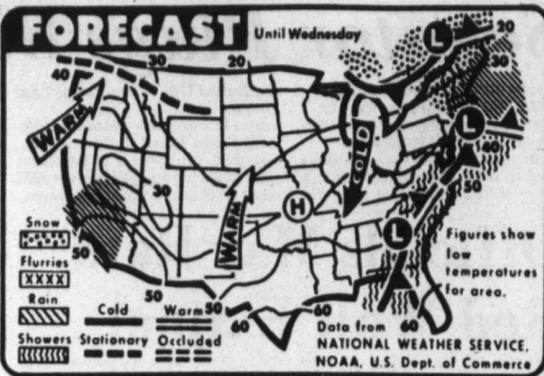 FORECAST Until Wednesday
20
30
20
L
40
30
WARM
COLD
L
40
50
30
WARM
H
L
Snow
Flurries
XXXX
Rain
Showers
50
Cold
Warm
Stationary
Occluded
50
50
60
60
60
Figures show
low
temperatures
for area.
Data from
NATIONAL WEATHER SERVICE,
NOAA, U.S. Dept. of Commerce